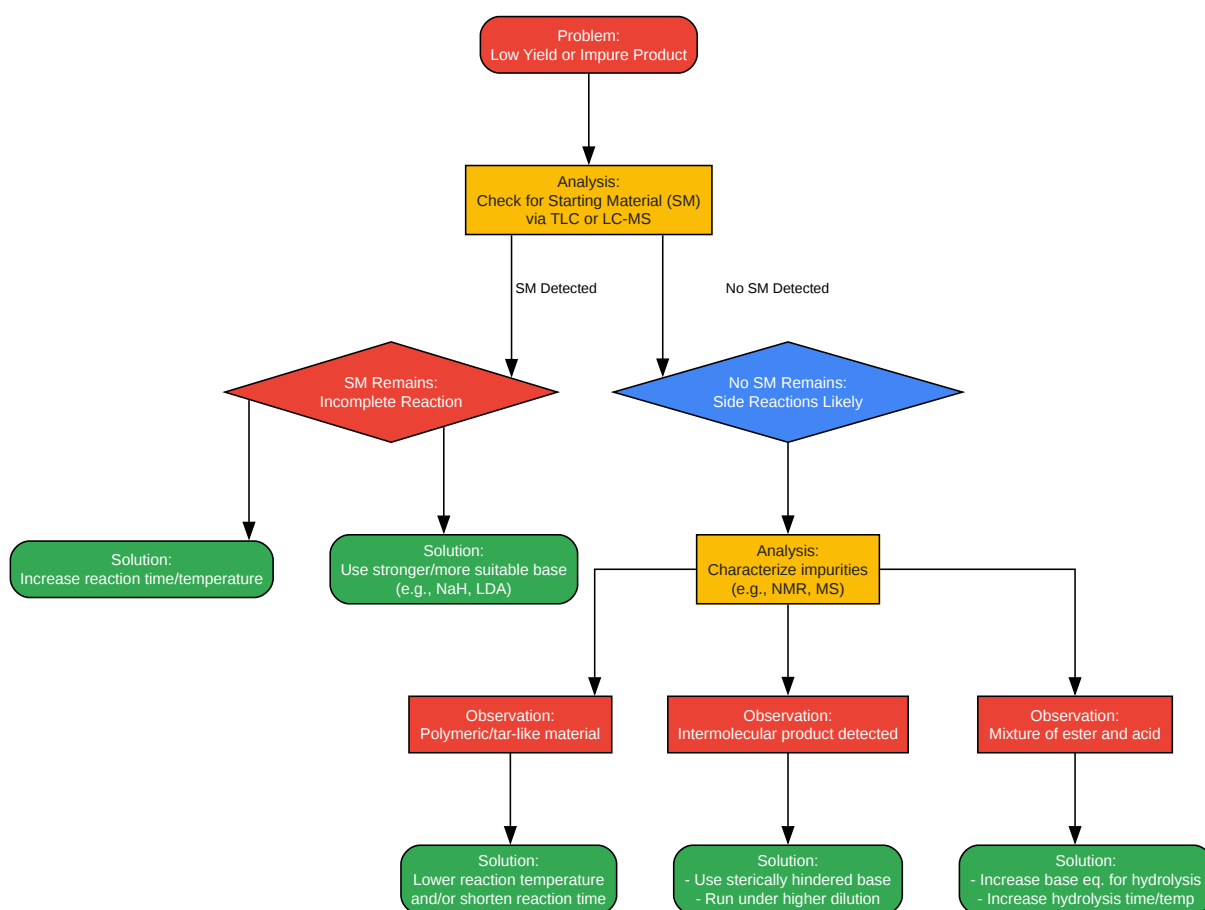 Problem:
Low Yield or Impure Product
Analysis:
Check for Starting Material (SM)
via TLC or LC-MS
SM Detected
No SM Detected
SM Remains:
Incomplete Reaction
No SM Remains:
Side Reactions Likely
Solution:
Increase reaction time/temperature
Solution:
Use stronger/more suitable base
(e.g., NaH, LDA)
Analysis:
Characterize impurities
(e.g., NMR, MS)
Observation:
Polymeric/tar-like material
Observation:
Intermolecular product detected
Observation:
Mixture of ester and acid
Solution:
Lower reaction temperature
and/or shorten reaction time
Solution:
- Use sterically hindered base
- Run under higher dilution
Solution:
- Increase base eq. for hydrolysis
- Increase hydrolysis time/temp